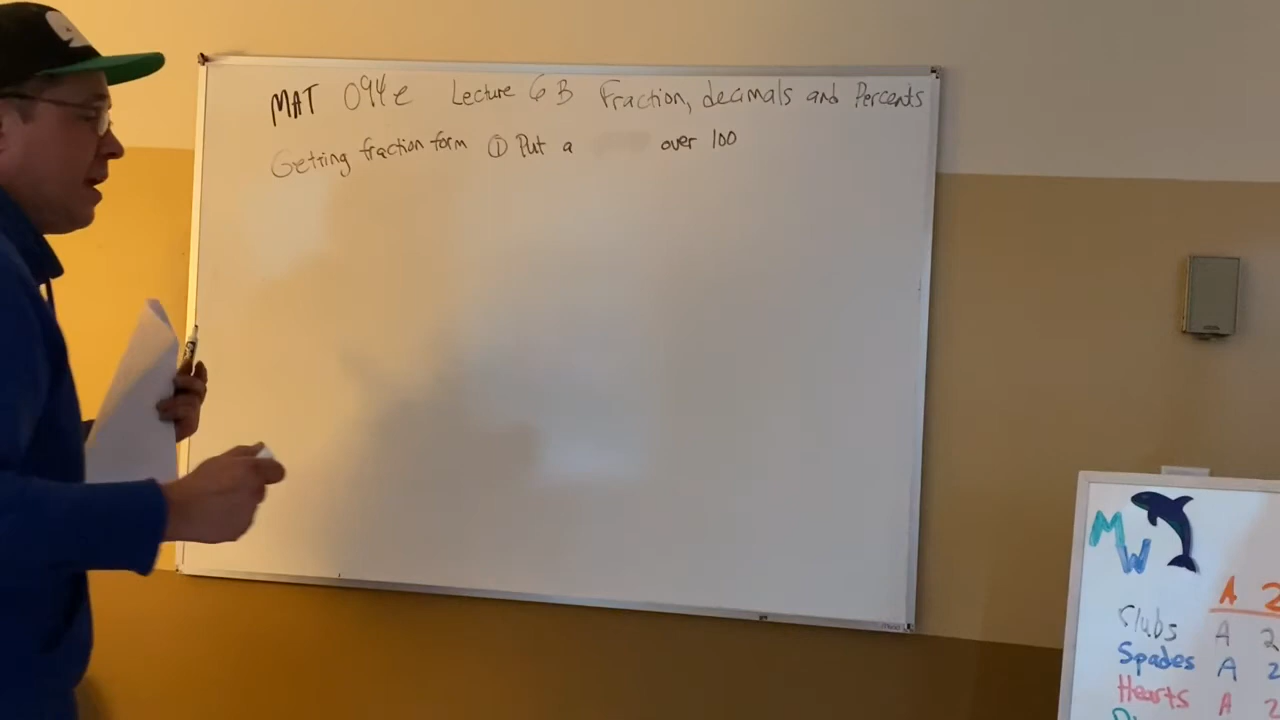 MAT 094e Lecture 6B Fraction, decimals and Percents
Getting fraction form ① Put a over 100
MW
A 2
Clubs A 2
Spades A 2
Hearts A 2